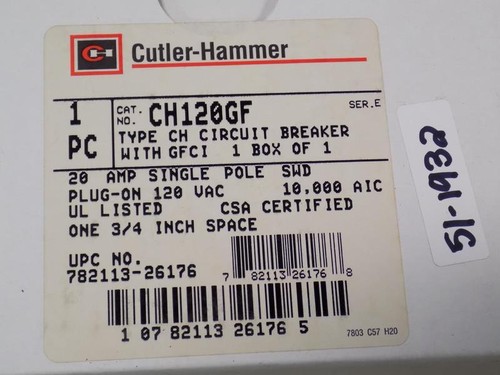 Cutler-Hammer
1 PC
CAT. NO. CH120GF SER.E
TYPE CH CIRCUIT BREAKER
WITH GFCI 1 BOX OF 1
20 AMP SINGLE POLE SWD
PLUG-ON 120 VAC 10,000 AIC
UL LISTED CSA CERTIFIED
ONE 3/4 INCH SPACE
UPC NO.
782113-26176
7 82113 26176 8
1 07 82113 26176 5
7803 C57 H20
51-1932